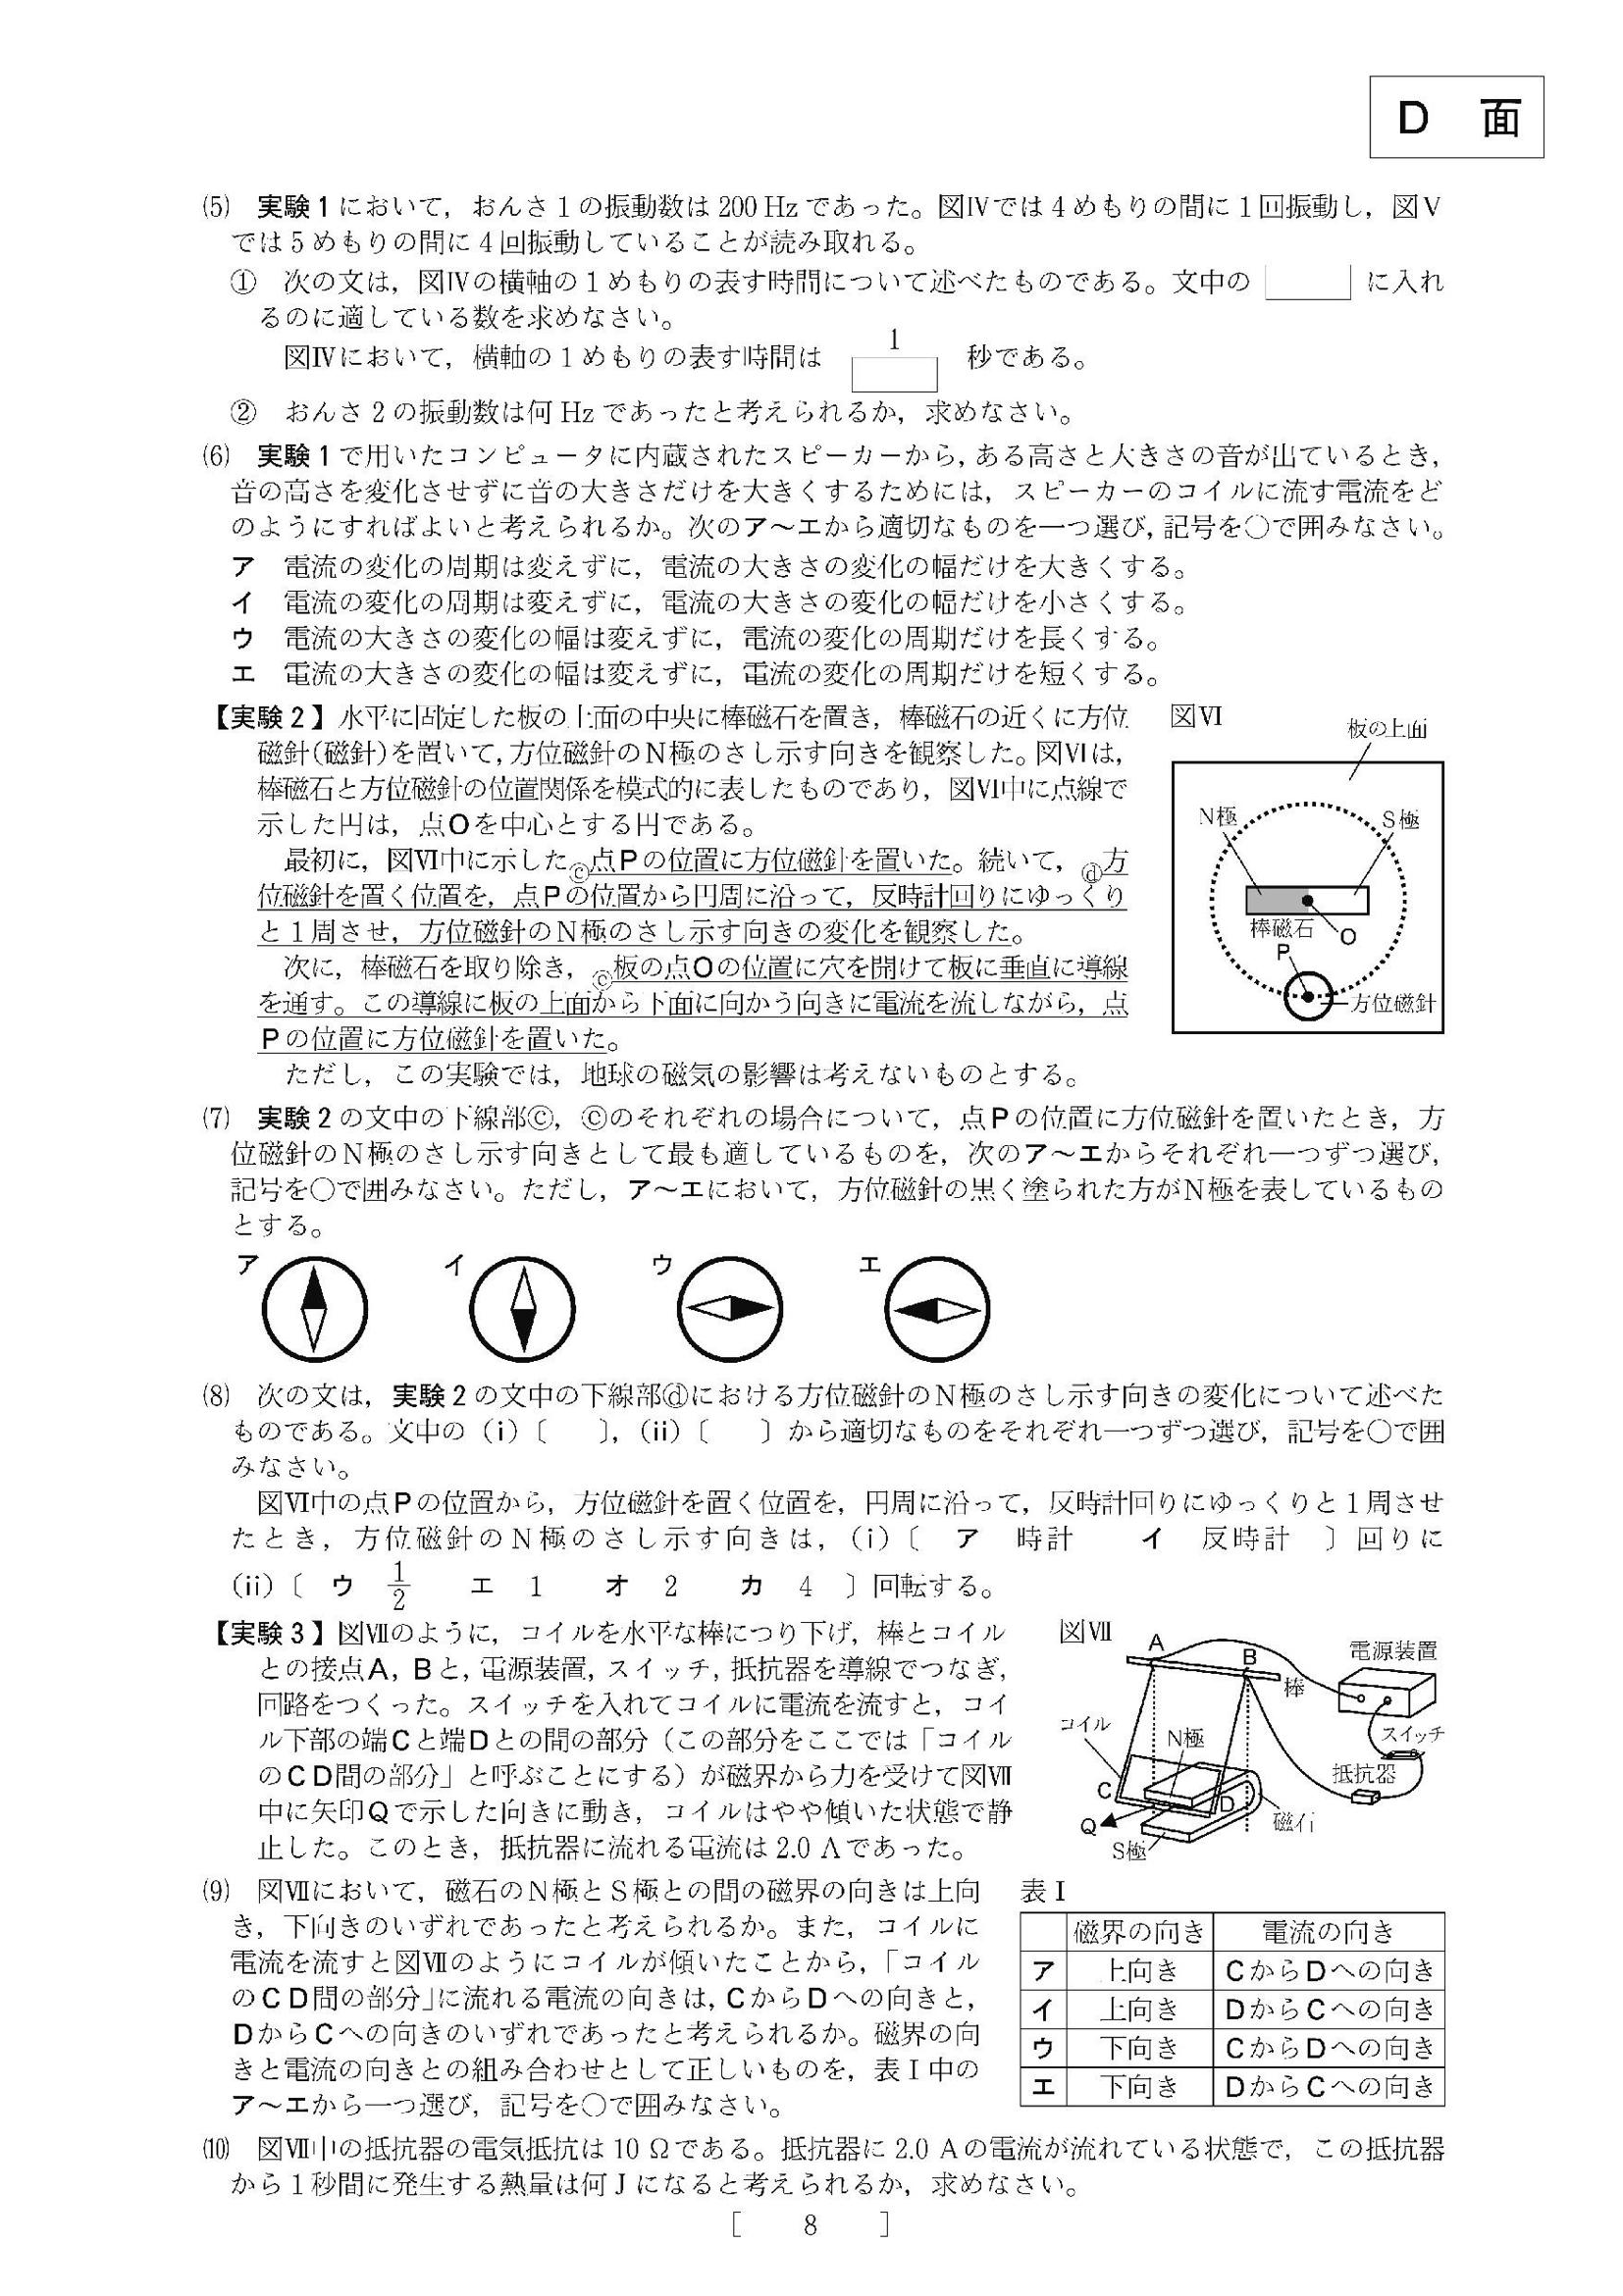 D 面
(5) 実験1において，おんさ1の振動数は200 Hzであった。図Ⅳでは4めもりの間に1回振動し，図Ⅴ
では5めもりの間に4回振動していることが読み取れる。
① 次の文は，図Ⅳの横軸の1めもりの表す時間について述べたものである。文中の に入れ
るのに適している数を求めなさい。
図Ⅳにおいて，横軸の1めもりの表す時間は 1 秒である。
② おんさ2の振動数は何Hzであったと考えられるか，求めなさい。
(6) 実験1で用いたコンピュータに内蔵されたスピーカーから，ある高さと大きさの音が出ているとき，
音の高さを変化させずに音の大きさだけを大きくするためには，スピーカーのコイルに流す電流をど
のようにすればよいと考えられるか。次のア～エから適切なものを一つ選び，記号を○で囲みなさい。
ア 電流の変化の周期は変えずに，電流の大きさの変化の幅だけを大きくする。
イ 電流の変化の周期は変えずに，電流の大きさの変化の幅だけを小さくする。
ウ 電流の大きさの変化の幅は変えずに，電流の変化の周期だけを長くする。
エ 電流の大きさの変化の幅は変えずに，電流の変化の周期だけを短くする。
【実験2】水平に固定した板の上面の中央に棒磁石を置き，棒磁石の近くに方位
磁針(磁針)を置いて，方位磁針のN極のさし示す向きを観察した。図Ⅵは，
棒磁石と方位磁針の位置関係を模式的に表したものであり，図Ⅵ中に点線で
示した円は，点Oを中心とする円である。
最初に，図Ⅵ中に示したⓒ点Pの位置に方位磁針を置いた。続いて，ⓓ方
位磁針を置く位置を，点Pの位置から円周に沿って，反時計回りにゆっくり
と1周させ，方位磁針のN極のさし示す向きの変化を観察した。
次に，棒磁石を取り除き，ⓒ板の点Oの位置に穴を開けて板に垂直に導線
を通す。この導線に板の上面から下面に向かう向きに電流を流しながら，点
Pの位置に方位磁針を置いた。
ただし，この実験では，地球の磁気の影響は考えないものとする。
図Ⅵ
板の上面
N極
S極
棒磁石
O
P
方位磁針
(7) 実験2の文中の下線部ⓒ，ⓒのそれぞれの場合について，点Pの位置に方位磁針を置いたとき，方
位磁針のN極のさし示す向きとして最も適しているものを，次のア～エからそれぞれ一つずつ選び，
記号を○で囲みなさい。ただし，ア～エにおいて，方位磁針の黒く塗られた方がN極を表しているもの
とする。
ア イ ウ エ
(8) 次の文は，実験2の文中の下線部ⓓにおける方位磁針のN極のさし示す向きの変化について述べた
ものである。文中の（i）〔 〕，（ii）〔 〕から適切なものをそれぞれ一つずつ選び，記号を○で囲
みなさい。
図Ⅵ中の点Pの位置から，方位磁針を置く位置を，円周に沿って，反時計回りにゆっくりと1周させ
たとき，方位磁針のN極のさし示す向きは，（i）〔 ア 時計 イ 反時計 〕回りに
（ii）〔 ウ 1/2 エ 1 オ 2 カ 4 〕回転する。
【実験3】図Ⅶのように，コイルを水平な棒につり下げ，棒とコイル
との接点A，Bと，電源装置，スイッチ，抵抗器を導線でつなぎ，
回路をつくった。スイッチを入れてコイルに電流を流すと，コイ
ル下部の端Cと端Dとの間の部分（この部分をここでは「コイル
のCD間の部分」と呼ぶことにする）が磁界から力を受けて図Ⅶ
中に矢印Qで示した向きに動き，コイルはやや傾いた状態で静
止した。このとき，抵抗器に流れる電流は2.0 Aであった。
図Ⅶ
A
B
電源装置
棒
コイル
N極
スイッチ
抵抗器
C
D
Q
磁石
S極
(9) 図Ⅶにおいて，磁石のN極とS極との間の磁界の向きは上向
き，下向きのいずれであったと考えられるか。また，コイルに
電流を流すと図Ⅶのようにコイルが傾いたことから，「コイル
のCD間の部分」に流れる電流の向きは，CからDへの向きと，
DからCへの向きのいずれであったと考えられるか。磁界の向
きと電流の向きとの組み合わせとして正しいものを，表Ⅰ中の
ア～エから一つ選び，記号を○で囲みなさい。
表Ⅰ
磁界の向き 電流の向き
ア 上向き CからDへの向き
イ 上向き DからCへの向き
ウ 下向き CからDへの向き
エ 下向き DからCへの向き
(10) 図Ⅶ中の抵抗器の電気抵抗は10 Ωである。抵抗器に2.0 Aの電流が流れている状態で，この抵抗器
から1秒間に発生する熱量は何Jになると考えられるか，求めなさい。
[ 8 ]